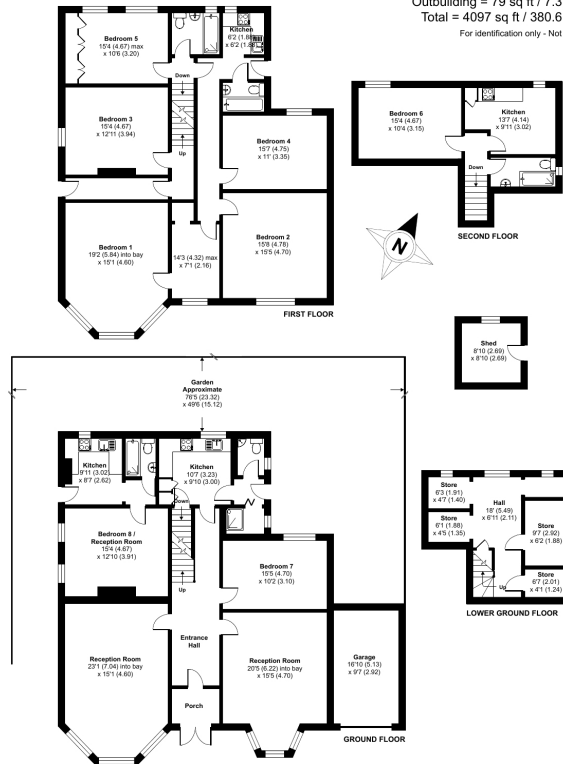 Outbuilding = 79 sq ft / 7.3
Total = 4097 sq ft / 380.6
For identification only - Not
Bedroom 5
15'4 (4.67) max
x 10'6 (3.20)
Kitchen
6'2 (1.88)
x 6'2 (1.88)
Down
Bedroom 3
15'4 (4.67)
x 12'11 (3.94)
Up
Bedroom 4
15'7 (4.75)
x 11' (3.35)
Bedroom 1
19'2 (5.84) into bay
x 15'1 (4.60)
14'3 (4.32) max
x 7'1 (2.16)
Bedroom 2
15'8 (4.78)
x 15'5 (4.70)
FIRST FLOOR
Bedroom 6
15'4 (4.67)
x 10'4 (3.15)
Kitchen
13'7 (4.14)
x 9'11 (3.02)
Down
SECOND FLOOR
N
Shed
8'10 (2.69)
x 8'10 (2.69)
Garden
Approximate
76'5 (23.32)
x 49'6 (15.12)
Kitchen
9'11 (3.02)
x 8'7 (2.62)
Kitchen
10'7 (3.23)
x 9'10 (3.00)
Down
Bedroom 8 /
Reception Room
15'4 (4.67)
x 12'10 (3.91)
Up
Bedroom 7
15'5 (4.70)
x 10'2 (3.10)
Reception Room
23'1 (7.04) into bay
x 15'1 (4.60)
Entrance
Hall
Reception Room
20'5 (6.22) into bay
x 15'5 (4.70)
Garage
16'10 (5.13)
x 9'7 (2.92)
Porch
GROUND FLOOR
Store
6'3 (1.91)
x 4'7 (1.40)
Hall
18' (5.49)
x 6'11 (2.11)
Store
6'1 (1.88)
x 4'5 (1.35)
Store
9'7 (2.92)
x 6'2 (1.88)
Store
6'7 (2.01)
x 4'1 (1.24)
Up
LOWER GROUND FLOOR